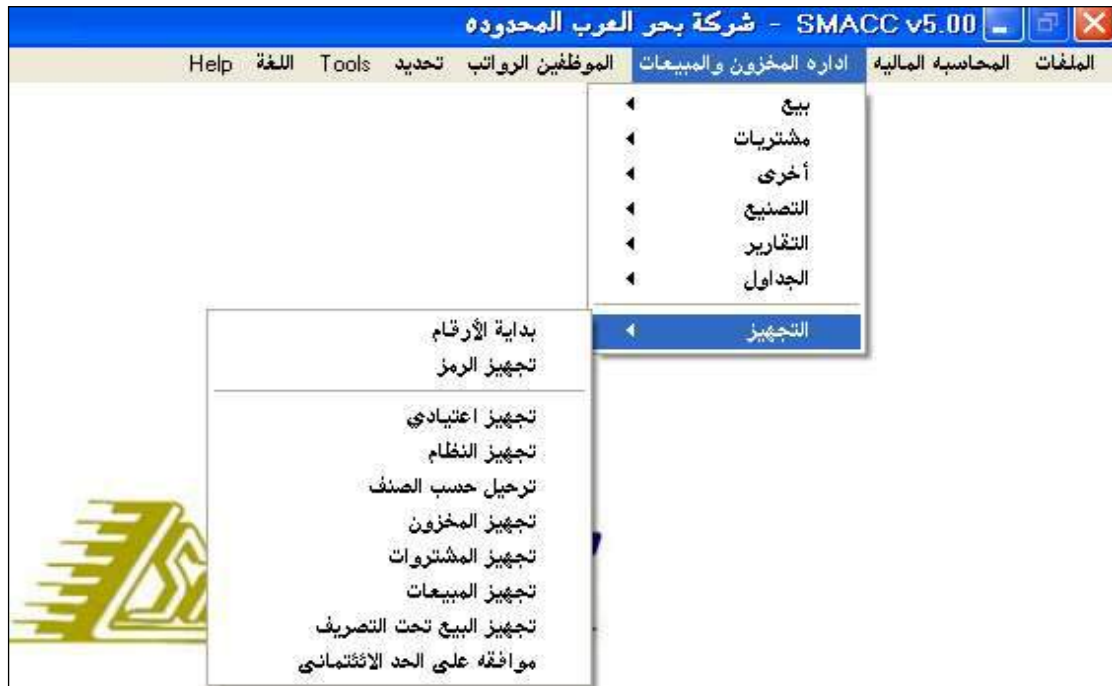 SMACC v5.00 - شركة بحر العرب المحدوده
الملفات المحاسبه الماليه اداره المخزون والمبيعات الموظفين الرواتب تحديد Tools اللغة Help
بيع
مشتريات
أخرى
التصنيع
التقارير
الجداول
التجهيز
بداية الأرقام
تجهيز الرمز
تجهيز اعتيادي
تجهيز النظام
ترحيل حسب الصنف
تجهيز المخزون
تجهيز المشتروات
تجهيز المبيعات
تجهيز البيع تحت التصريف
موافقه على الحد الائتتمانى